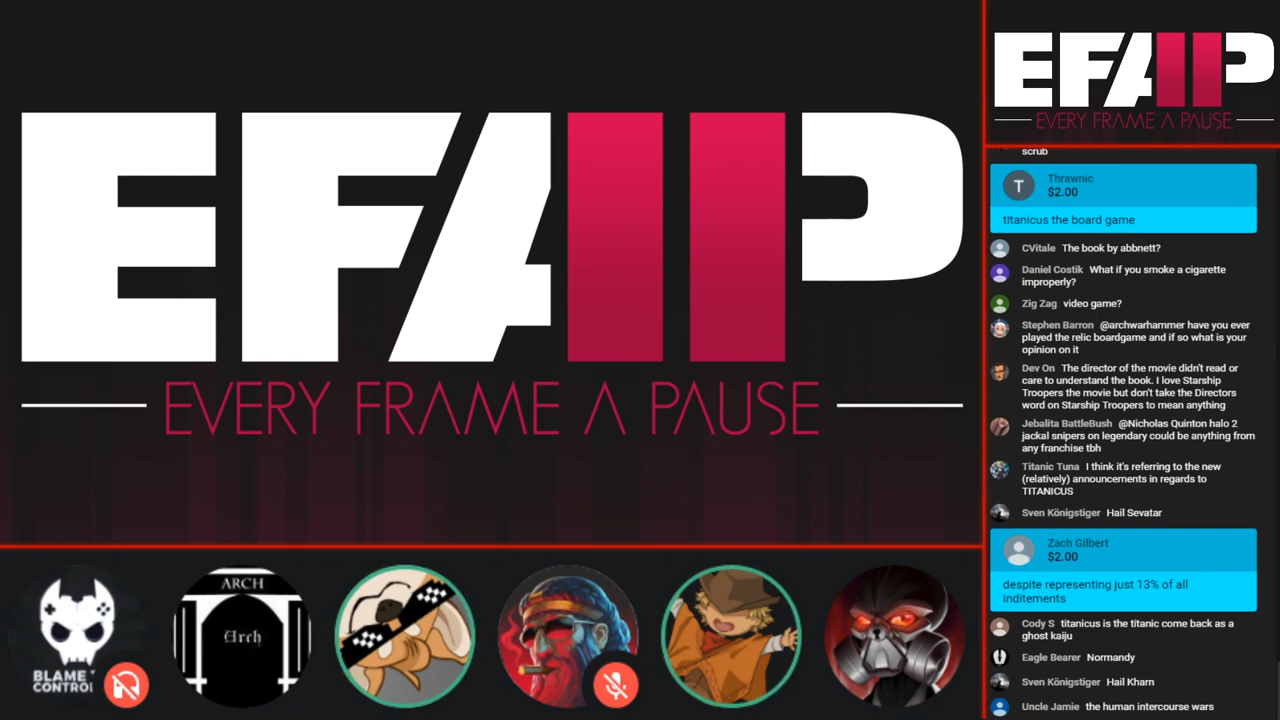 EFAP
EVERY FRAME A PAUSE
BLAME
CONTROL
ARCH
Arch
EFAP
EVERY FRAME A PAUSE
scrub
T
Thrawnic
$2.00
titanicus the board game
CVitale The book by abbnett?
Daniel Costik What if you smoke a cigarette
improperly?
Zig Zag video game?
Stephen Barron @archwarhammer have you ever
played the relic boardgame and if so what is your
opinion on it
Dev On The director of the movie didn't read or
care to understand the book. I love Starship
Troopers the movie but don't take the Directors
word on Starship Troopers to mean anything
Jebalita BattleBush @Nicholas Quinton halo 2
jackal snipers on legendary could be anything from
any franchise tbh
Titanic Tuna I think it's referring to the new
(relatively) announcements in regards to
TITANICUS
Sven Königstiger Hail Sevatar
Zach Gilbert
$2.00
despite representing just 13% of all
inditements
Cody S titanicus is the titanic come back as a
ghost kaiju
Eagle Bearer Normandy
Sven Königstiger Hail Kharn
Uncle Jamie the human intercourse wars